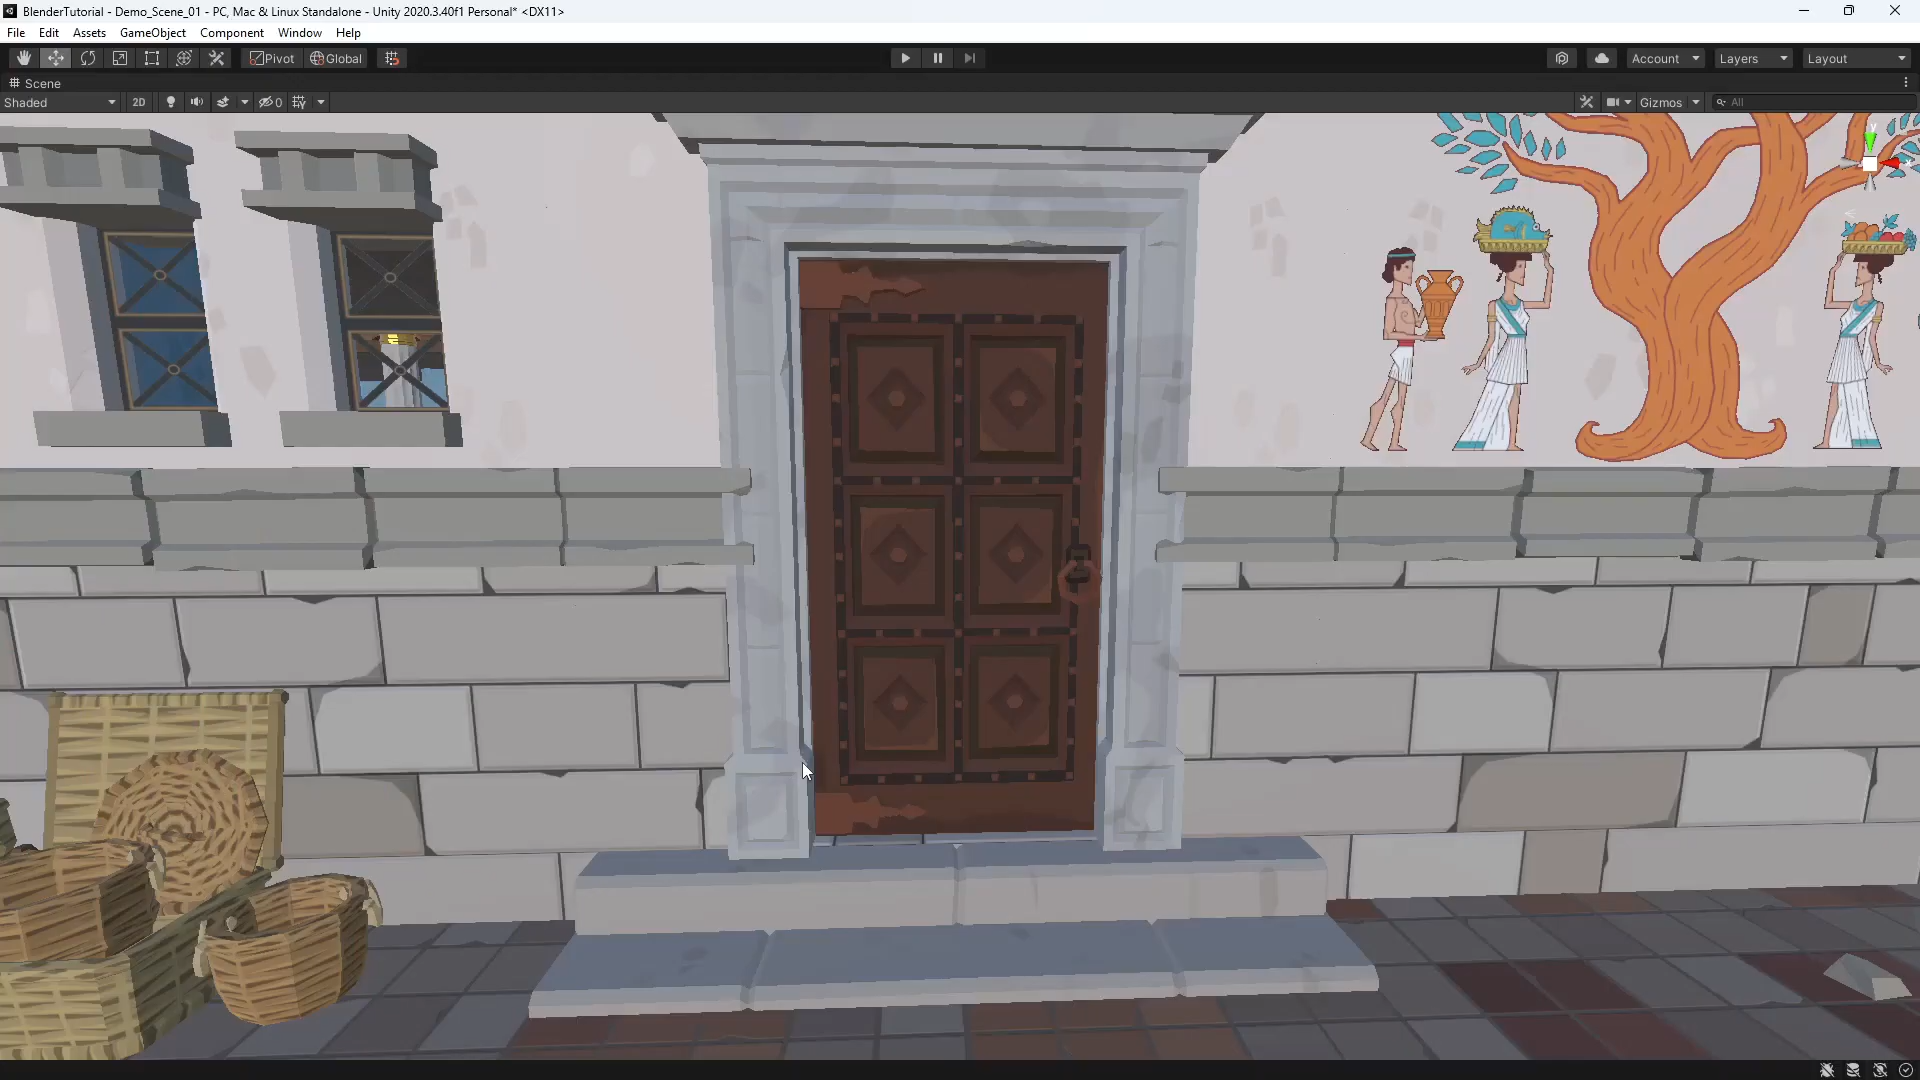 BlenderTutorial - Demo_Scene_01 - PC, Mac & Linux Standalone - Unity 2020.3.40f1 Personal* <DX11>
File Edit Assets GameObject Component Window Help
Pivot Global Account Layers Layout
Scene
Shaded 2D 0 Gizmos All
y
x